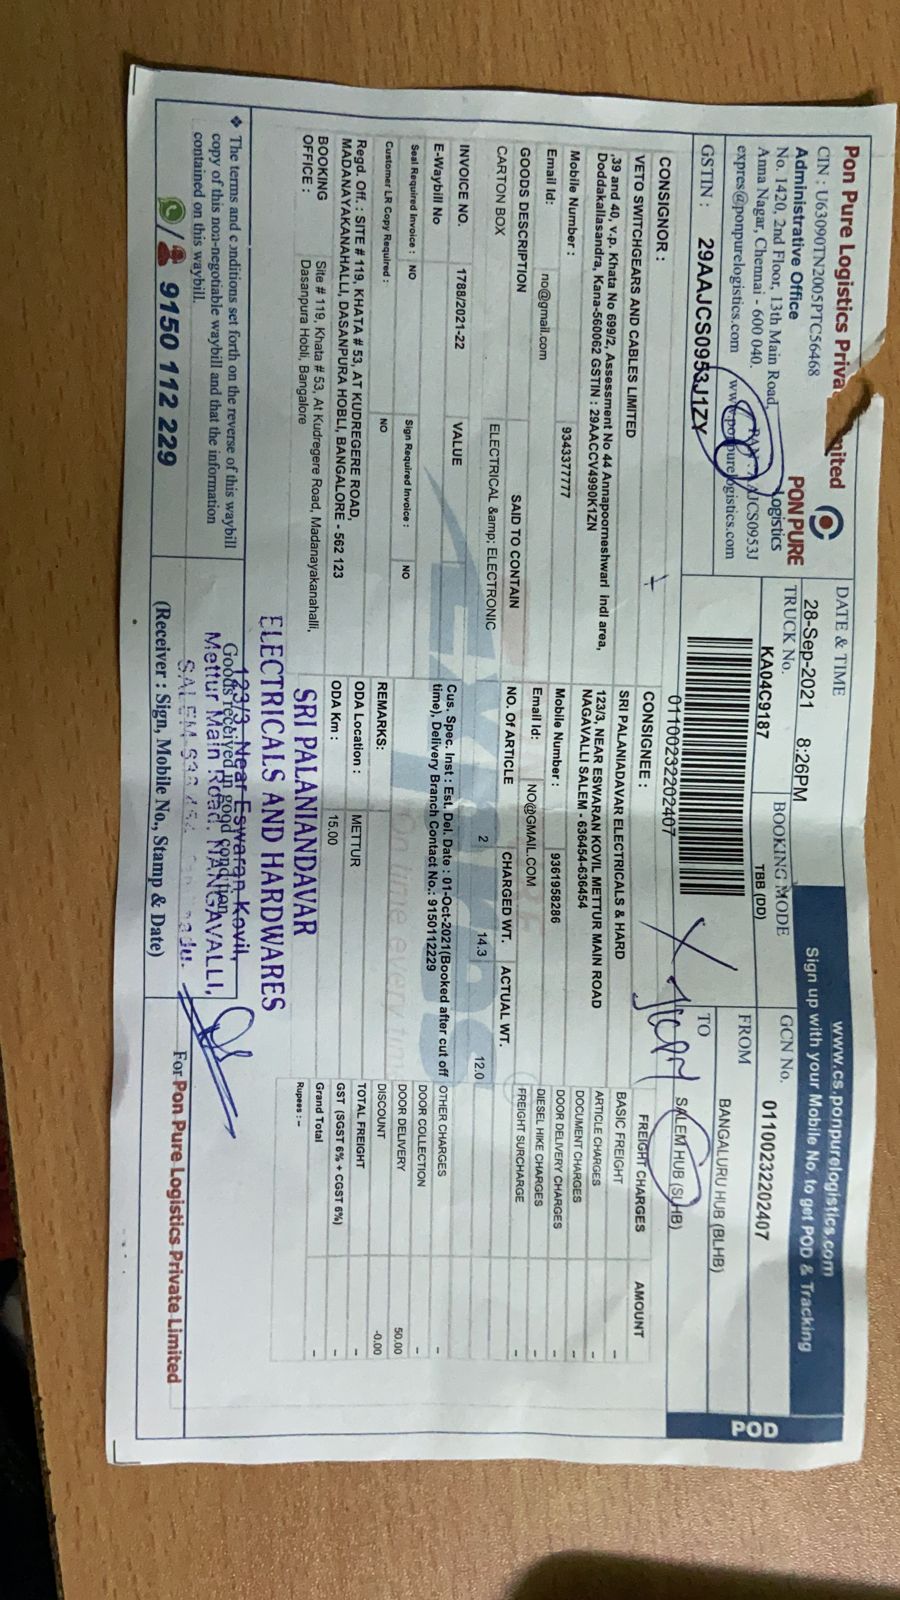 Pon Pure Logistics Priva mited
CIN : U63090TN2005PTC56468
Administrative Office
No. 1420, 2nd Floor, 13th Main Road,
Anna Nagar, Chennai - 600 040.
expres@ponpurelogistics.com www.ponpurelogistics.com
PONPURE
Logistics
GSTIN : 29AAJCS0953J1ZY
DATE & TIME
28-Sep-2021 8:26PM
TRUCK No.
KA04C9187
BOOKING MODE
TBB (DD)
www.cs.ponpurelogistics.com
Sign up with your Mobile No. to get POD & Tracking
GCN No.
01100232202407
FROM
BANGALURU HUB (BLHB)
TO
SALEM HUB (SLHB)
POD
01100232202407
CONSIGNOR :
VETO SWITCHGEARS AND CABLES LIMITED
,39 and 40, v.p. Khata No 699/2, Assessment No 44 Annapoorneshwari indl area,
Doddakallasandra, Kana-560062 GSTIN : 29AACCV4990K1ZN
Mobile Number : 9343377777
Email Id: no@gmail.com
CONSIGNEE :
SRI PALANIADAVAR ELECTRICALS & HARD
123/3, NEAR ESWARAN KOVIL METTUR MAIN ROAD
NAGAVALLI SALEM - 636454-636454
Mobile Number : 9361958286
Email Id: NO@GMAIL.COM
GOODS DESCRIPTION SAID TO CONTAIN NO. Of ARTICLE CHARGED WT. ACTUAL WT.
CARTON BOX ELECTRICAL &amp; ELECTRONIC 2 14.3 12.0
INVOICE NO. 1788/2021-22 VALUE
E-Waybill No
Cus. Spec. Inst : Est. Del. Date : 01-Oct-2021(Booked after cut off
time), Delivery Branch Contact No.: 9150112229
Seal Required Invoice : NO Sign Required Invoice : NO
Customer LR Copy Required : NO
REMARKS:
Regd. Off. : SITE # 119, KHATA # 53, AT KUDREGERE ROAD,
MADANAYAKANAHALLI, DASANPURA HOBLI, BANGALORE - 562 123
ODA Location : METTUR
ODA Km : 15.00
BOOKING OFFICE : Site # 119, Khata # 53, At Kudregere Road, Madanayakanahalli,
Dasanpura Hobli, Bangalore
FREIGHT CHARGES AMOUNT
BASIC FREIGHT -
ARTICLE CHARGES -
DOCUMENT CHARGES -
DOOR DELIVERY CHARGES -
DIESEL HIKE CHARGES -
FREIGHT SURCHARGE -
OTHER CHARGES -
DOOR COLLECTION -
DOOR DELIVERY 50.00
DISCOUNT -0.00
TOTAL FREIGHT -
GST (SGST 6% + CGST 6%) -
Grand Total -
Rupees : -
SRI PALANIANDAVAR
ELECTRICALS AND HARDWARES
123/3, Near Eswaran Kovil,
Mettur Main Road, NANGAVALLI,
Goods received in good condition
❖ The terms and conditions set forth on the reverse of this waybill
copy of this non-negotiable waybill and that the information
contained on this waybill.
9150 112 229
(Receiver : Sign, Mobile No., Stamp & Date)
For Pon Pure Logistics Private Limited